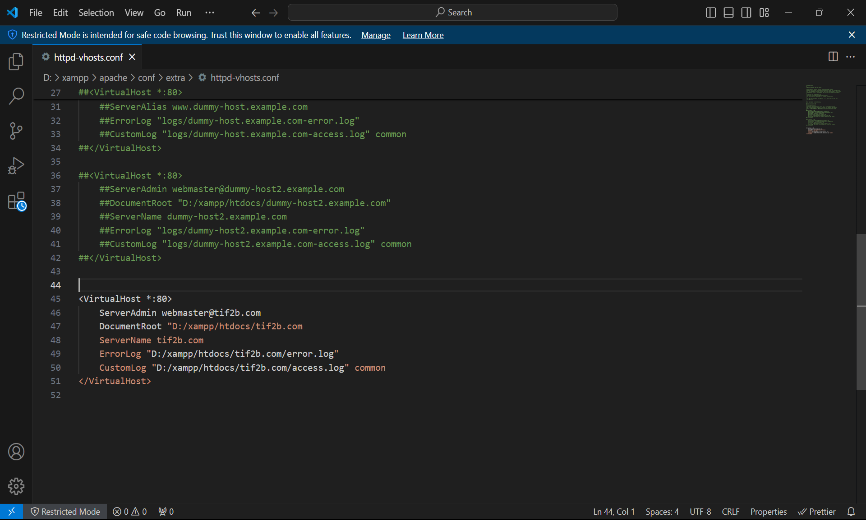 File Edit Selection View Go Run ··· Search
Restricted Mode is intended for safe code browsing. Trust this window to enable all features. Manage Learn More
httpd-vhosts.conf
D: > xampp > apache > conf > extra > httpd-vhosts.conf
27 ##<VirtualHost *:80>
31 ##ServerAlias www.dummy-host.example.com
32 ##ErrorLog "logs/dummy-host.example.com-error.log"
33 ##CustomLog "logs/dummy-host.example.com-access.log" common
34 ##</VirtualHost>
35
36 ##<VirtualHost *:80>
37 ##ServerAdmin webmaster@dummy-host2.example.com
38 ##DocumentRoot "D:/xampp/htdocs/dummy-host2.example.com"
39 ##ServerName dummy-host2.example.com
40 ##ErrorLog "logs/dummy-host2.example.com-error.log"
41 ##CustomLog "logs/dummy-host2.example.com-access.log" common
42 ##</VirtualHost>
43
44
45 <VirtualHost *:80>
46 ServerAdmin webmaster@tif2b.com
47 DocumentRoot "D:/xampp/htdocs/tif2b.com
48 ServerName tif2b.com
49 ErrorLog "D:/xampp/htdocs/tif2b.com/error.log"
50 CustomLog "D:/xampp/htdocs/tif2b.com/access.log" common
51 </VirtualHost>
52
Restricted Mode 0 0 0 Ln 44, Col 1 Spaces: 4 UTF 8 CRLF Properties Prettier